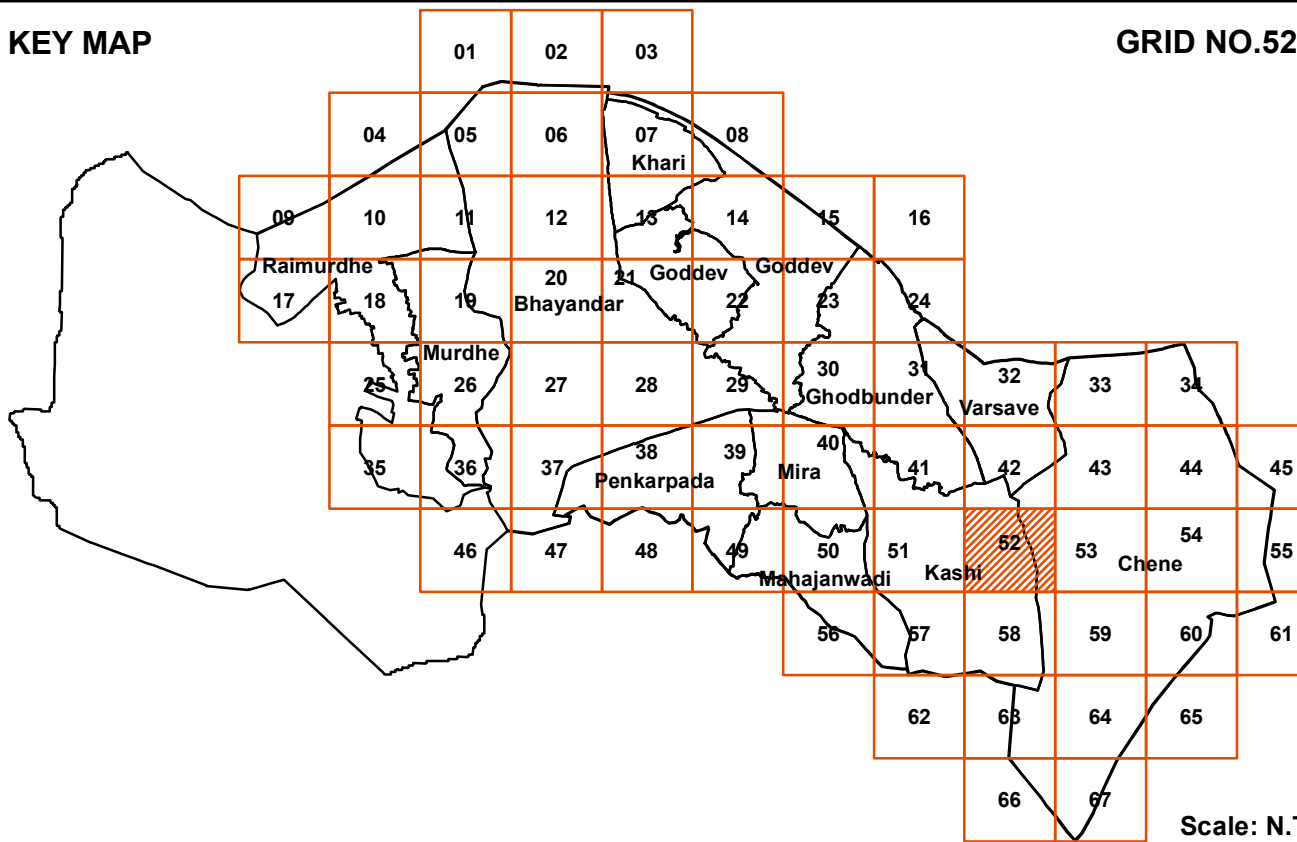 KEY MAP
GRID NO.52
01 02 03
04 05 06 07 08
Khari
09 10 11 12 13 14 15 16
Raimurdhe Goddev Goddev
17 18 19 20 21 22 23 24
Bhayandar
Murdhe
25 26 27 28 29 30 31 32 33 34
Ghodbunder Varsave
35 36 37 38 39 40 41 42 43 44 45
Penkarpada Mira
46 47 48 49 50 51 52 53 54 55
Mahajanwadi Kashi Chene
56 57 58 59 60 61
62 63 64 65
66 67
Scale: N.T